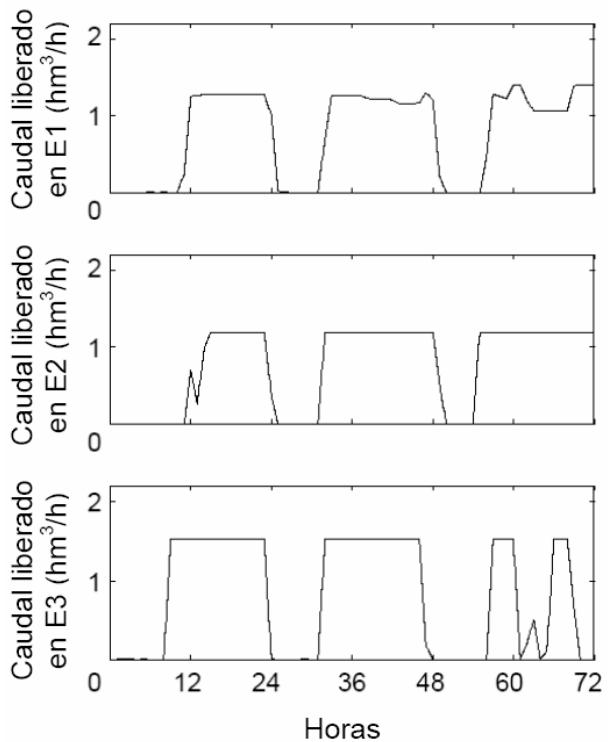 Caudal liberado
en E1 (hm³/h)
2
1
0
Caudal liberado
en E2 (hm³/h)
2
1
0
Caudal liberado
en E3 (hm³/h)
2
1
0 12 24 36 48 60 72
Horas